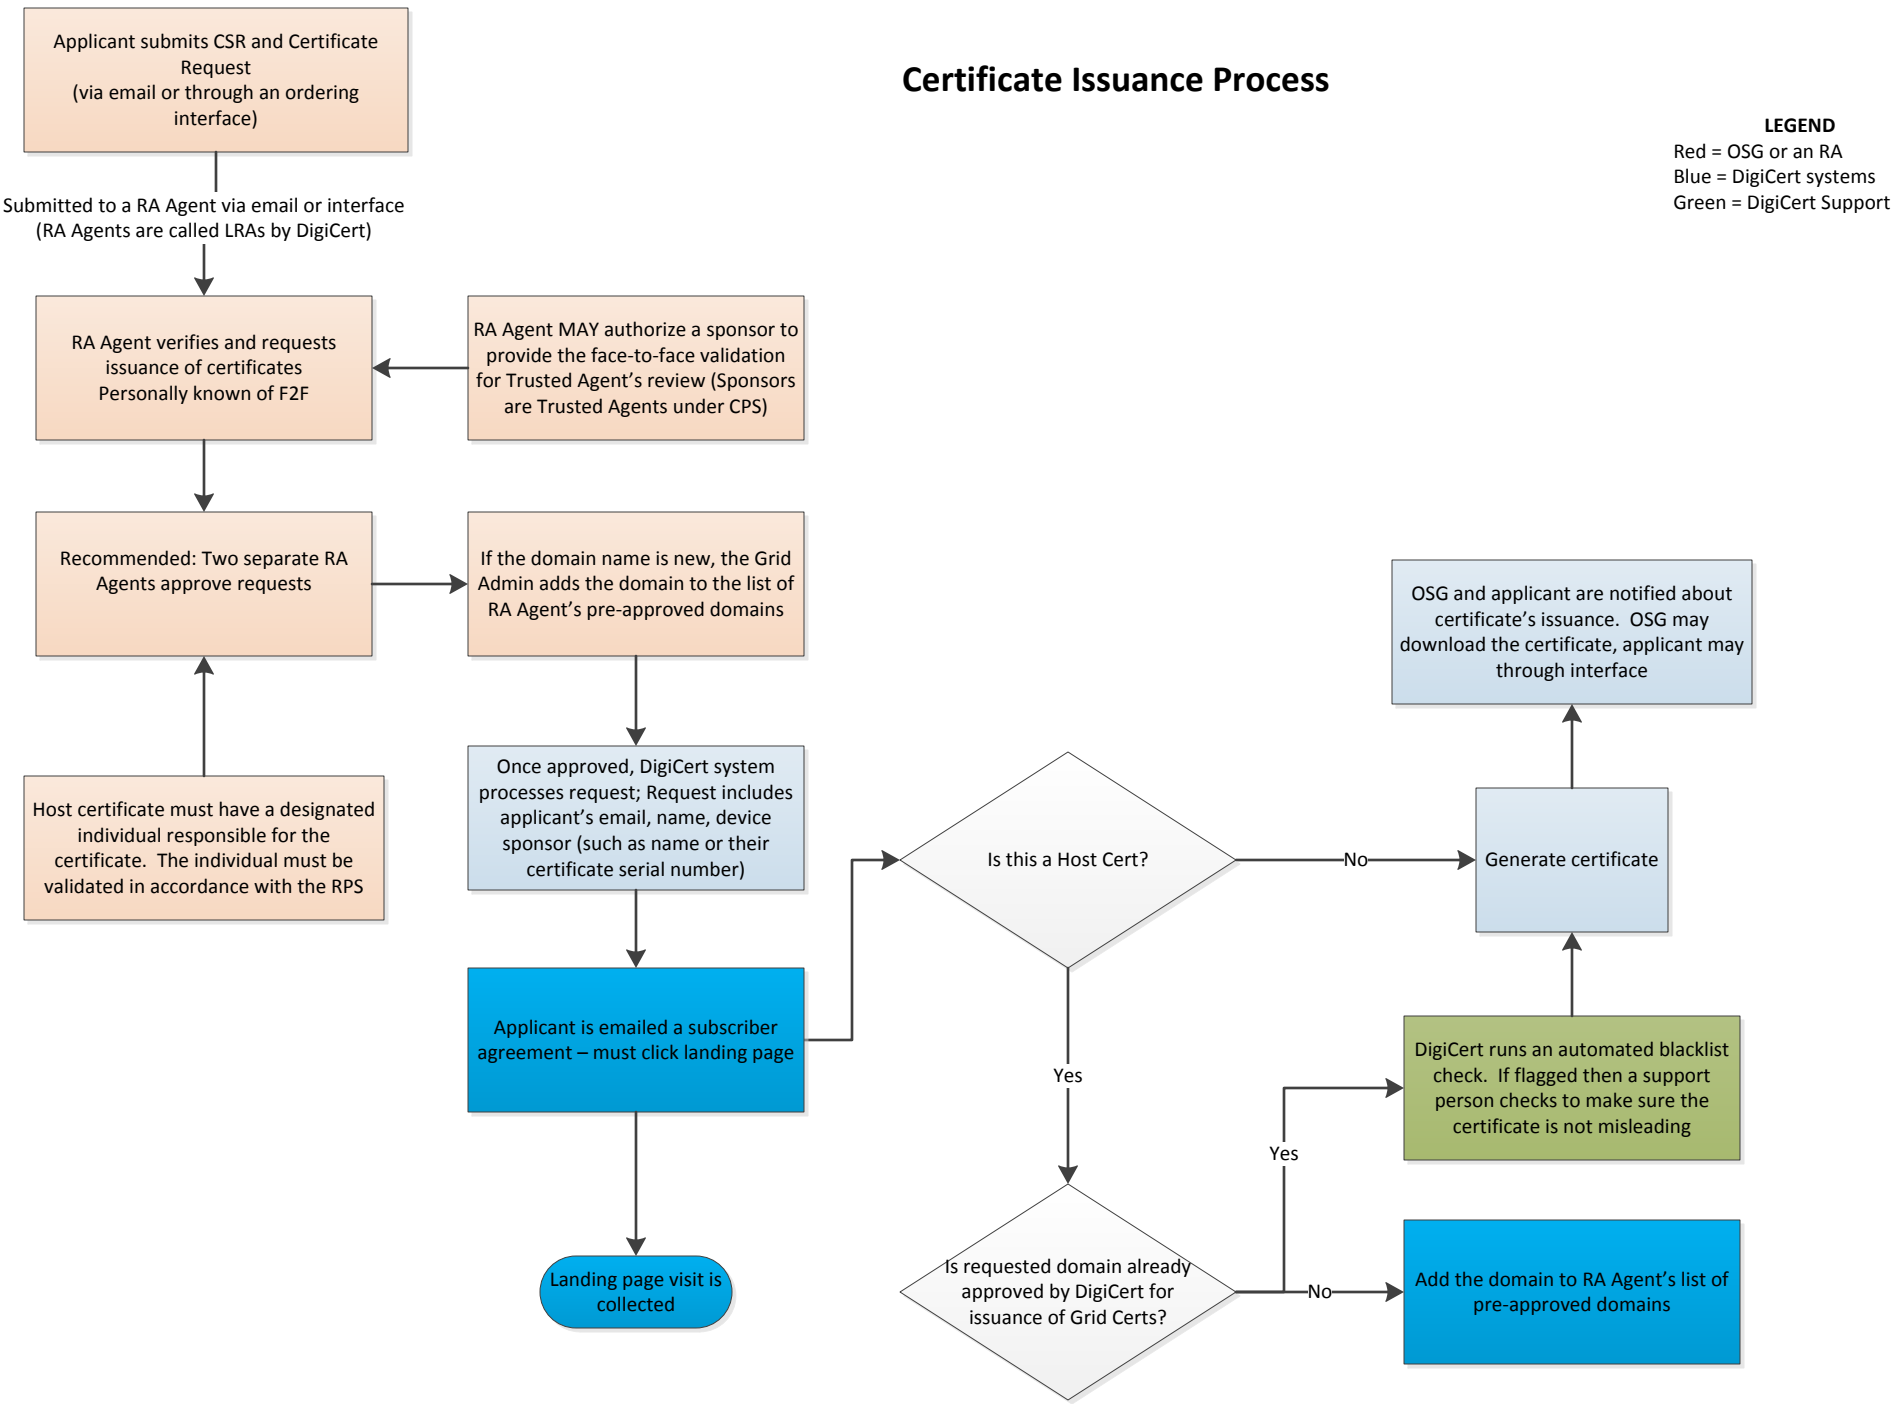 Certificate Issuance Process
LEGEND
Red = OSG or an RA
Blue = DigiCert systems
Green = DigiCert Support
Applicant submits CSR and Certificate
Request
(via email or through an ordering
interface)
Submitted to a RA Agent via email or interface
(RA Agents are called LRAs by DigiCert)
RA Agent verifies and requests
issuance of certificates
Personally known of F2F
RA Agent MAY authorize a sponsor to
provide the face-to-face validation
for Trusted Agent’s review (Sponsors
are Trusted Agents under CPS)
Recommended: Two separate RA
Agents approve requests
If the domain name is new, the Grid
Admin adds the domain to the list of
RA Agent’s pre-approved domains
Host certificate must have a designated
individual responsible for the
certificate.  The individual must be
validated in accordance with the RPS
Once approved, DigiCert system
processes request; Request includes
applicant’s email, name, device
sponsor (such as name or their
certificate serial number)
Applicant is emailed a subscriber
agreement – must click landing page
Landing page visit is
collected
Is this a Host Cert?
No
Yes
Generate certificate
OSG and applicant are notified about
certificate’s issuance.  OSG may
download the certificate, applicant may
through interface
Is requested domain already
approved by DigiCert for
issuance of Grid Certs?
Yes
No
DigiCert runs an automated blacklist
check.  If flagged then a support
person checks to make sure the
certificate is not misleading
Add the domain to RA Agent’s list of
pre-approved domains